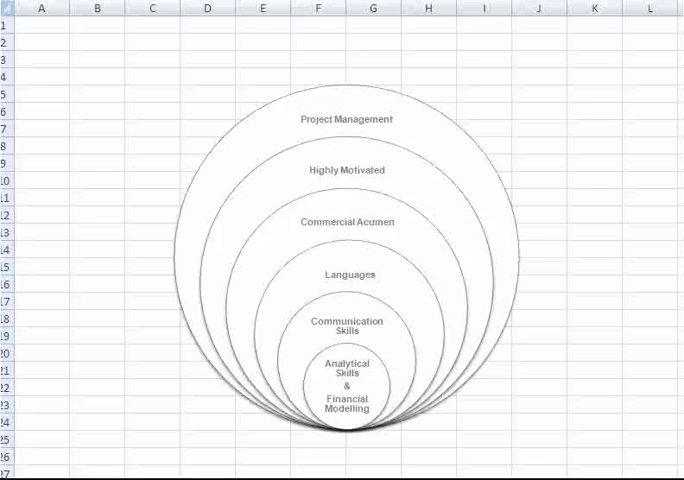 A B C D E F G H I J K L
1
2
3
4
5
6
7
8
9
10
11
12
13
14
15
16
17
18
19
20
21
22
23
24
25
26
27
Project Management
Highly Motivated
Commercial Acumen
Languages
Communication
Skills
Analytical
Skills
&
Financial
Modelling